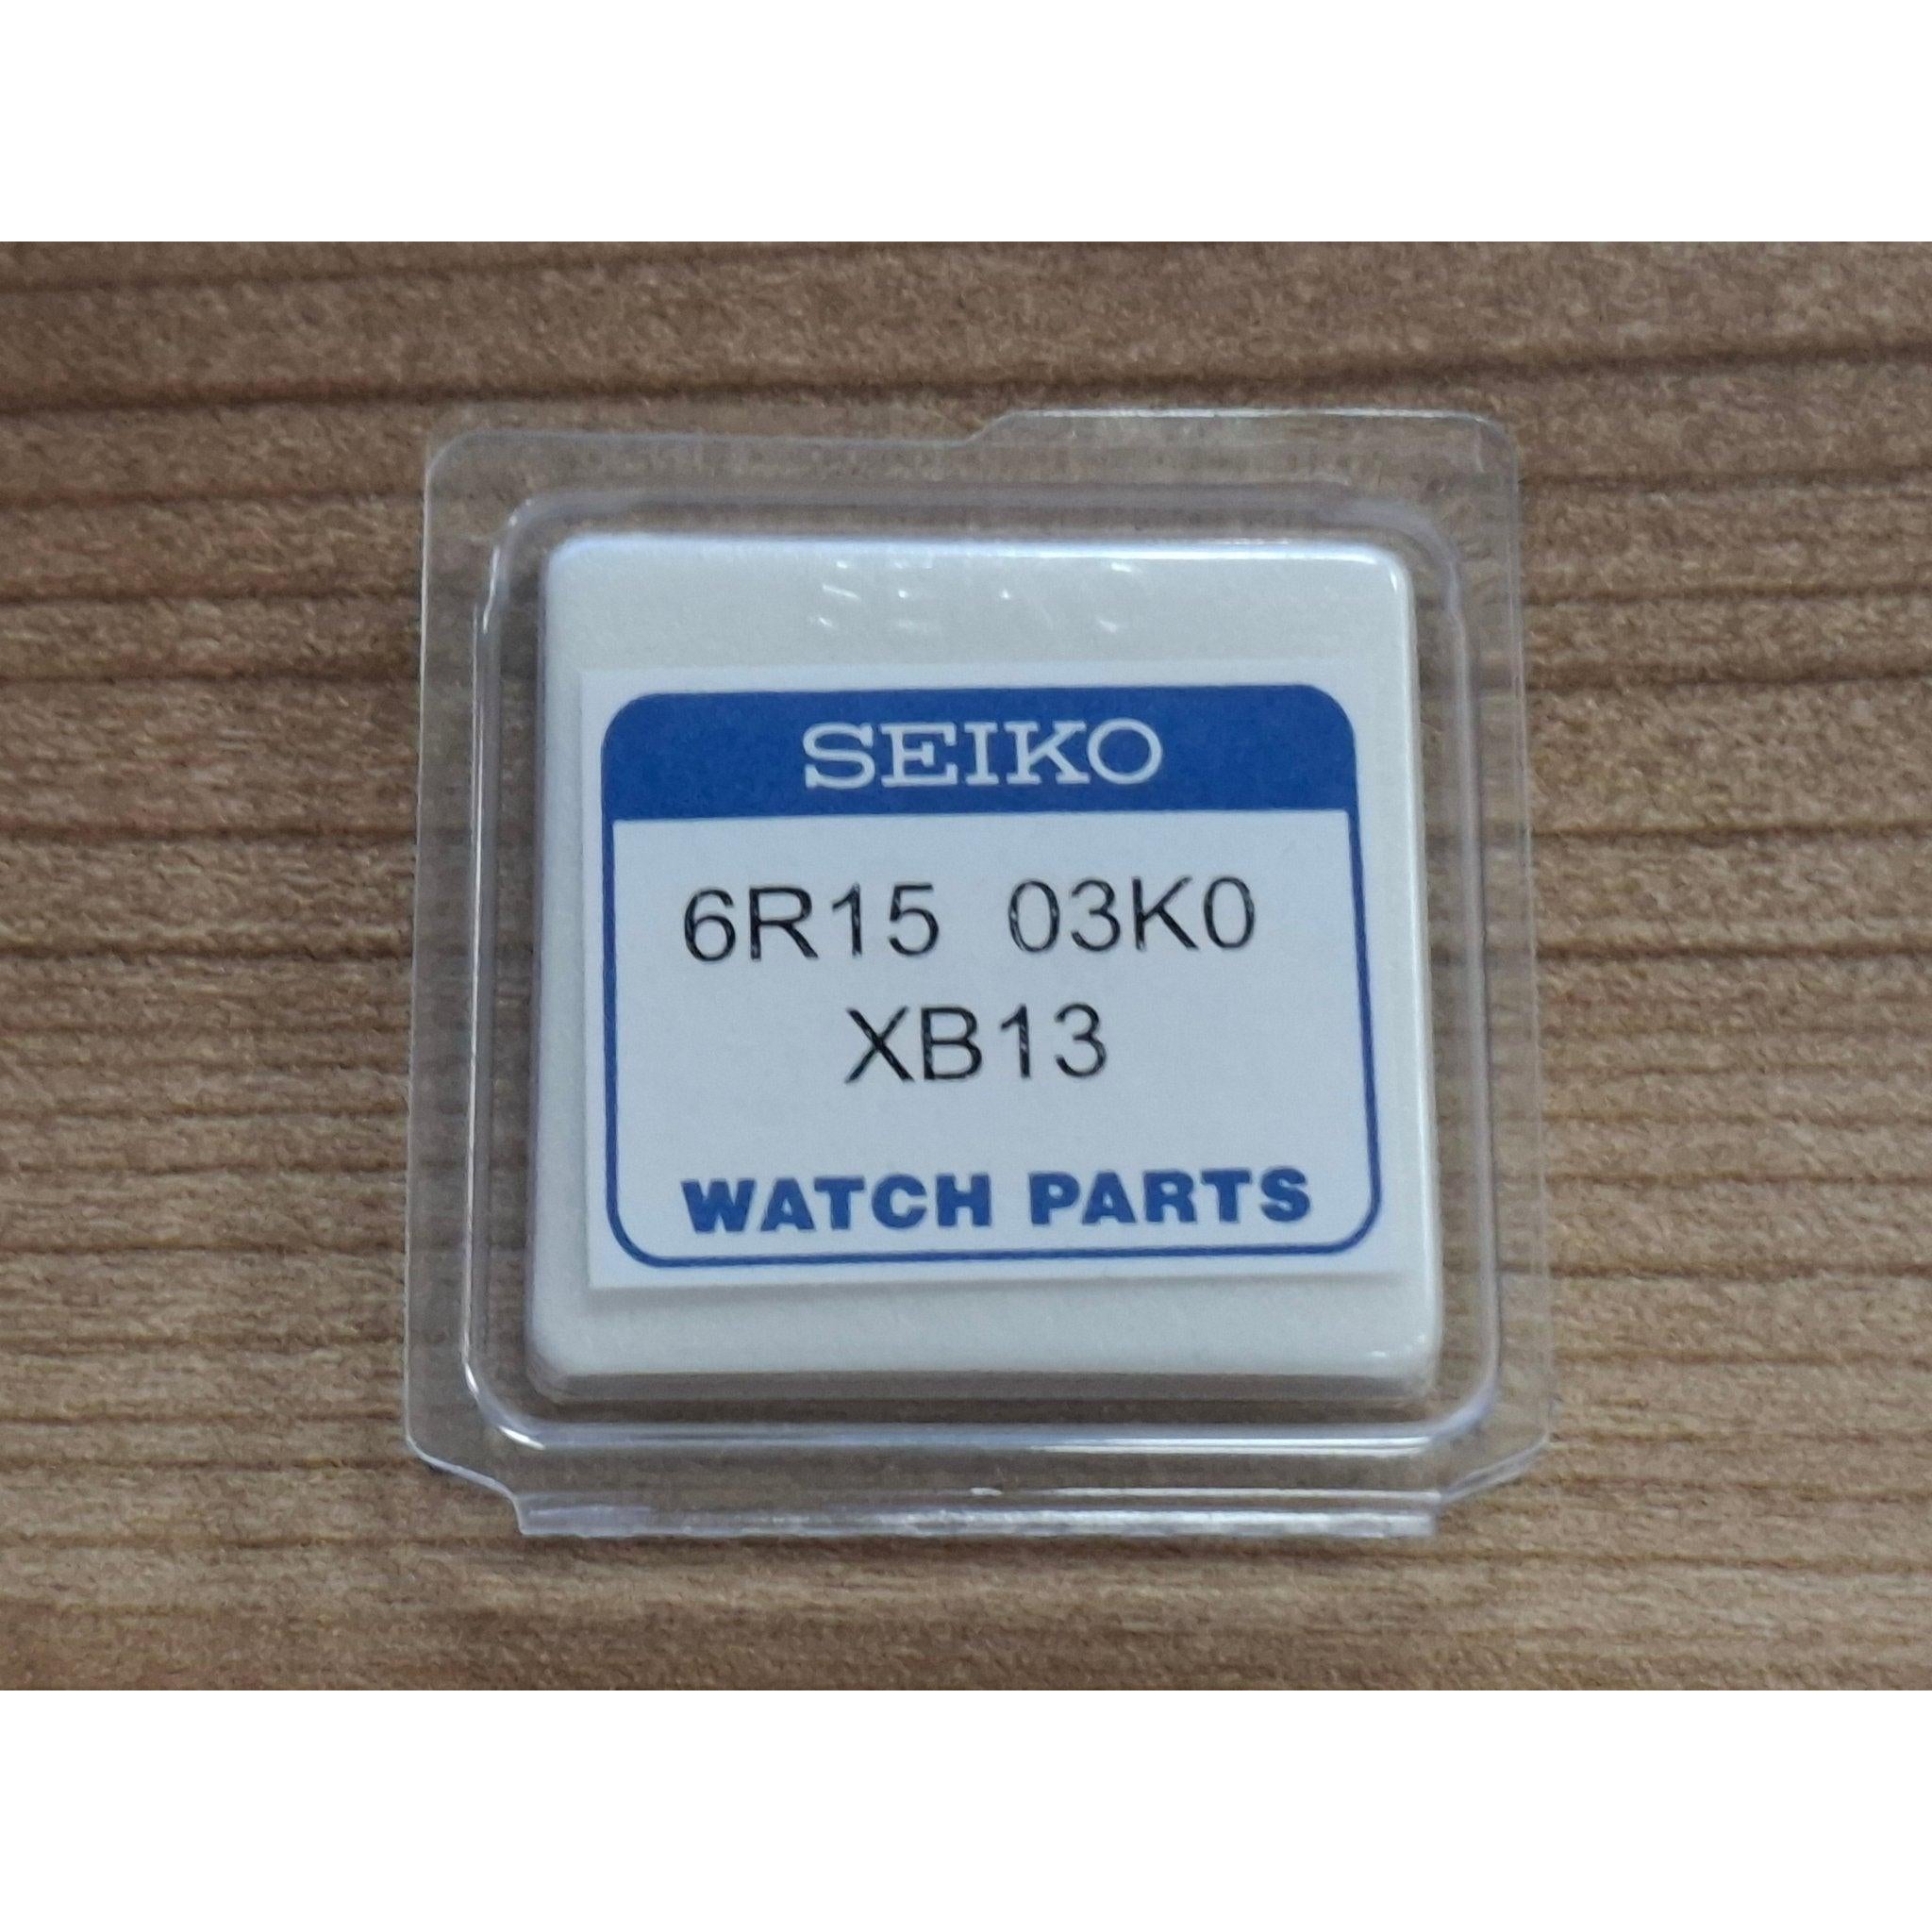 SEIKO
6R15 03K0
XB13
WATCH PARTS